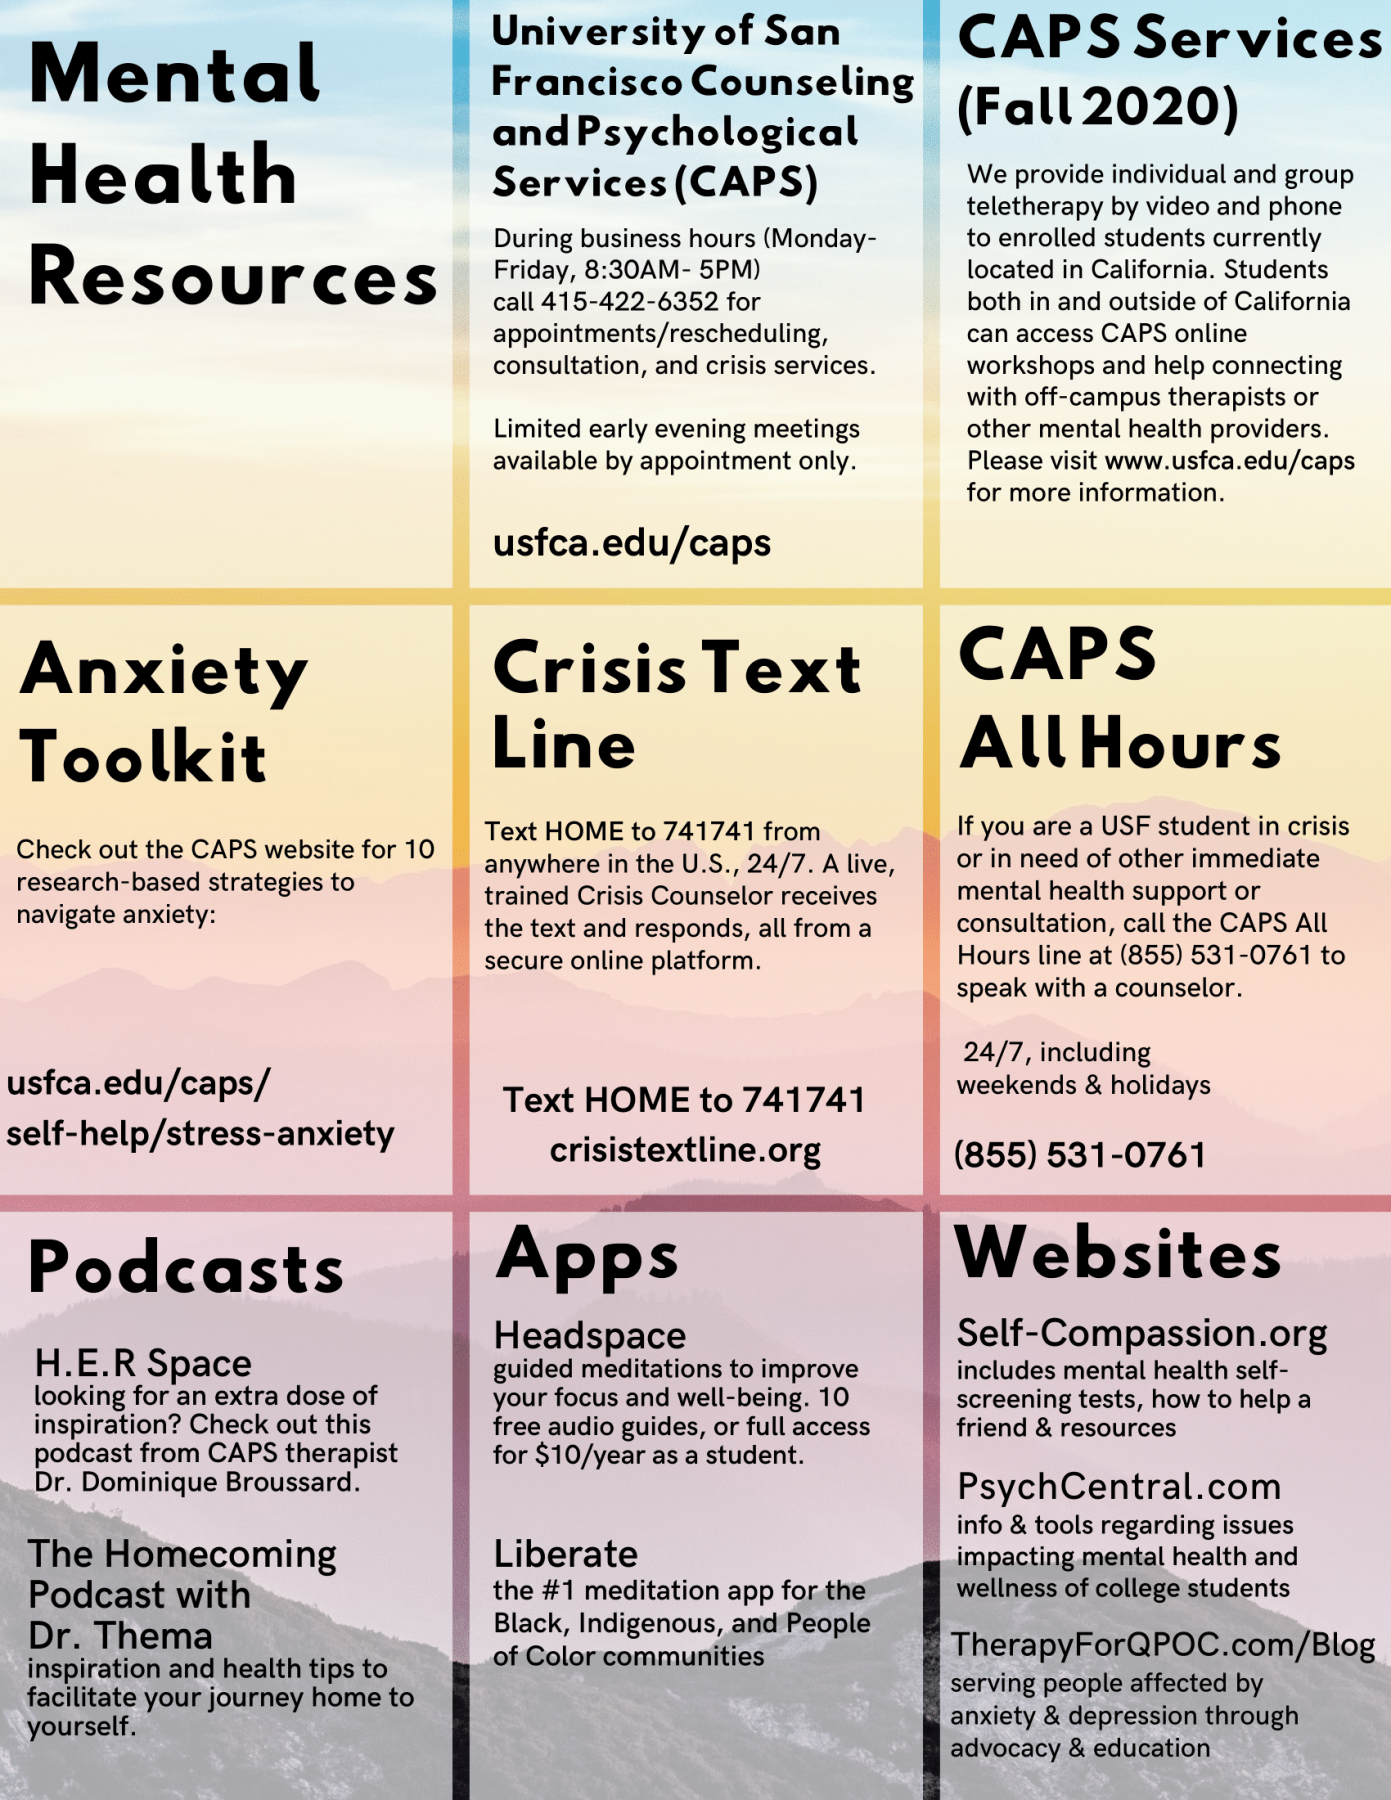 Mental
Health
Resources
University of San
Francisco Counseling
and Psychological
Services (CAPS)
During business hours (Monday-
Friday, 8:30AM- 5PM)
call 415-422-6352 for
appointments/rescheduling,
consultation, and crisis services.
Limited early evening meetings
available by appointment only.
usfca.edu/caps
CAPS Services
(Fall 2020)
We provide individual and group
teletherapy by video and phone
to enrolled students currently
located in California. Students
both in and outside of California
can access CAPS online
workshops and help connecting
with off-campus therapists or
other mental health providers.
Please visit www.usfca.edu/caps
for more information.
Anxiety
Toolkit
Check out the CAPS website for 10
research-based strategies to
navigate anxiety:
usfca.edu/caps/
self-help/stress-anxiety
Crisis Text
Line
Text HOME to 741741 from
anywhere in the U.S., 24/7. A live,
trained Crisis Counselor receives
the text and responds, all from a
secure online platform.
Text HOME to 741741
crisistextline.org
CAPS
All Hours
If you are a USF student in crisis
or in need of other immediate
mental health support or
consultation, call the CAPS All
Hours line at (855) 531-0761 to
speak with a counselor.
24/7, including
weekends & holidays
(855) 531-0761
Podcasts
H.E.R Space
looking for an extra dose of
inspiration? Check out this
podcast from CAPS therapist
Dr. Dominique Broussard.
The Homecoming
Podcast with
Dr. Thema
inspiration and health tips to
facilitate your journey home to
yourself.
Apps
Headspace
guided meditations to improve
your focus and well-being. 10
free audio guides, or full access
for $10/year as a student.
Liberate
the #1 meditation app for the
Black, Indigenous, and People
of Color communities
Websites
Self-Compassion.org
includes mental health self-
screening tests, how to help a
friend & resources
PsychCentral.com
info & tools regarding issues
impacting mental health and
wellness of college students
TherapyForQPOC.com/Blog
serving people affected by
anxiety & depression through
advocacy & education